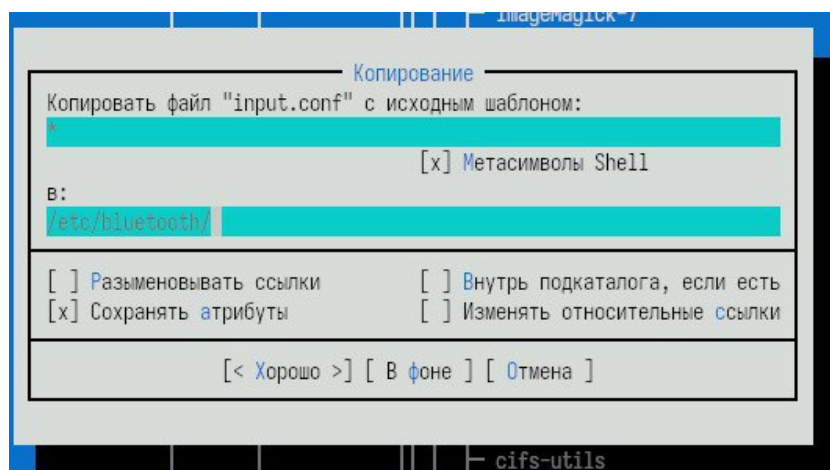 ImageMagick-7
Копирование
Копировать файл "input.conf" с исходным шаблоном:
*
[x] Метасимволы Shell
в:
/etc/bluetooth/
[ ] Разыменовывать ссылки [ ] Внутрь подкаталога, если есть
[x] Сохранять атрибуты [ ] Изменять относительные ссылки
[< Хорошо >] [ В фоне ] [ Отмена ]
cifs-utils